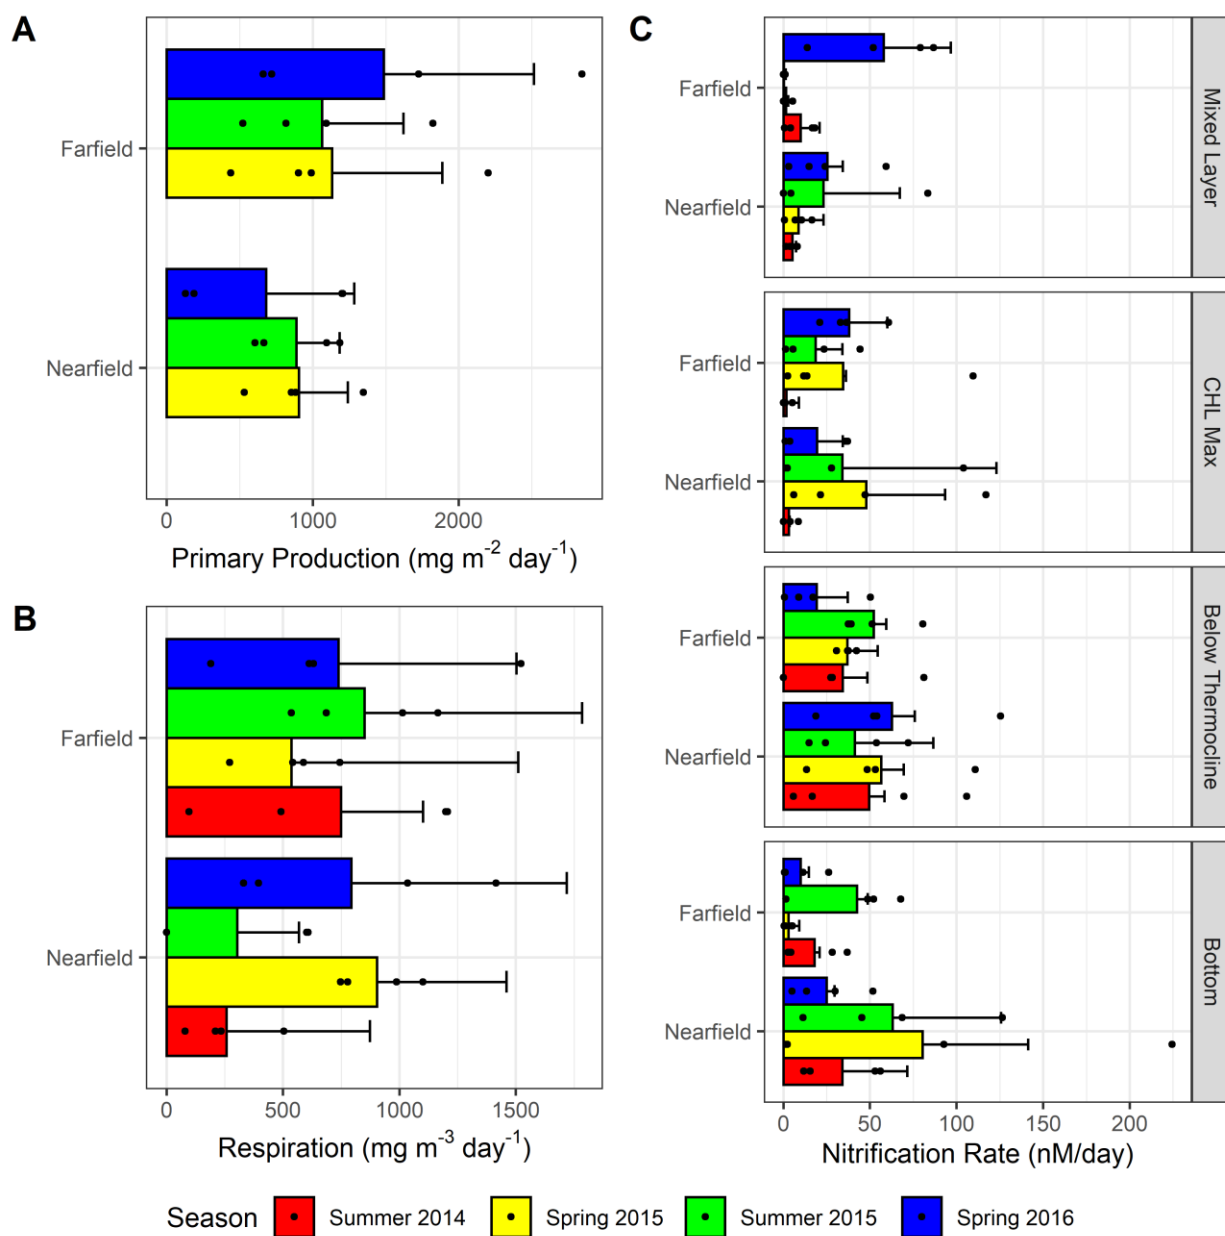 A
Farfield
Nearfield
0 1000 2000
Primary Production (mg m⁻² day⁻¹)
B
Farfield
Nearfield
0 500 1000 1500
Respiration (mg m⁻³ day⁻¹)
C
Farfield
Nearfield
Mixed Layer
Farfield
Nearfield
CHL Max
Farfield
Nearfield
Below Thermocline
Farfield
Nearfield
Bottom
0 50 100 150 200
Nitrification Rate (nM/day)
Season Summer 2014 Spring 2015 Summer 2015 Spring 2016